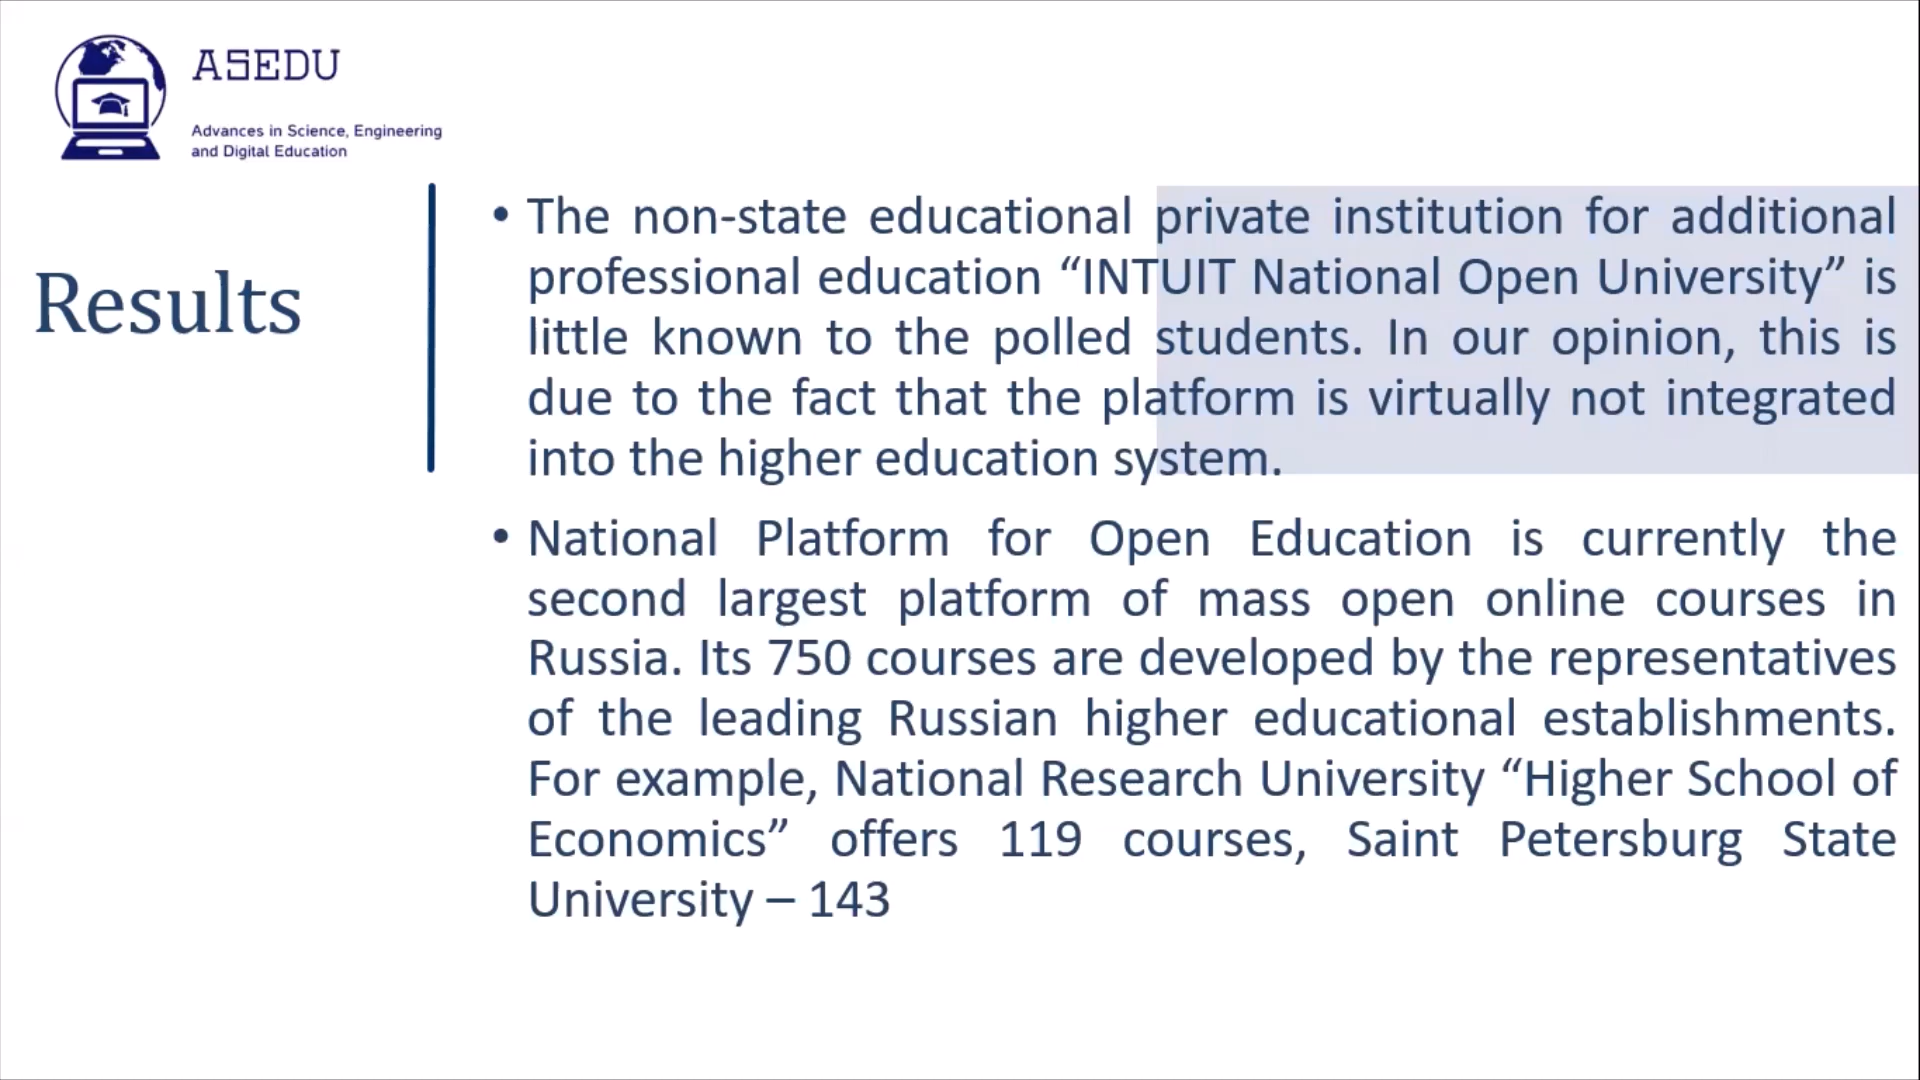 ASEDU
Advances in Science, Engineering
and Digital Education
Results
• The non-state educational private institution for additional
professional education “INTUIT National Open University” is
little known to the polled students. In our opinion, this is
due to the fact that the platform is virtually not integrated
into the higher education system.
• National Platform for Open Education is currently the
second largest platform of mass open online courses in
Russia. Its 750 courses are developed by the representatives
of the leading Russian higher educational establishments.
For example, National Research University “Higher School of
Economics” offers 119 courses, Saint Petersburg State
University – 143